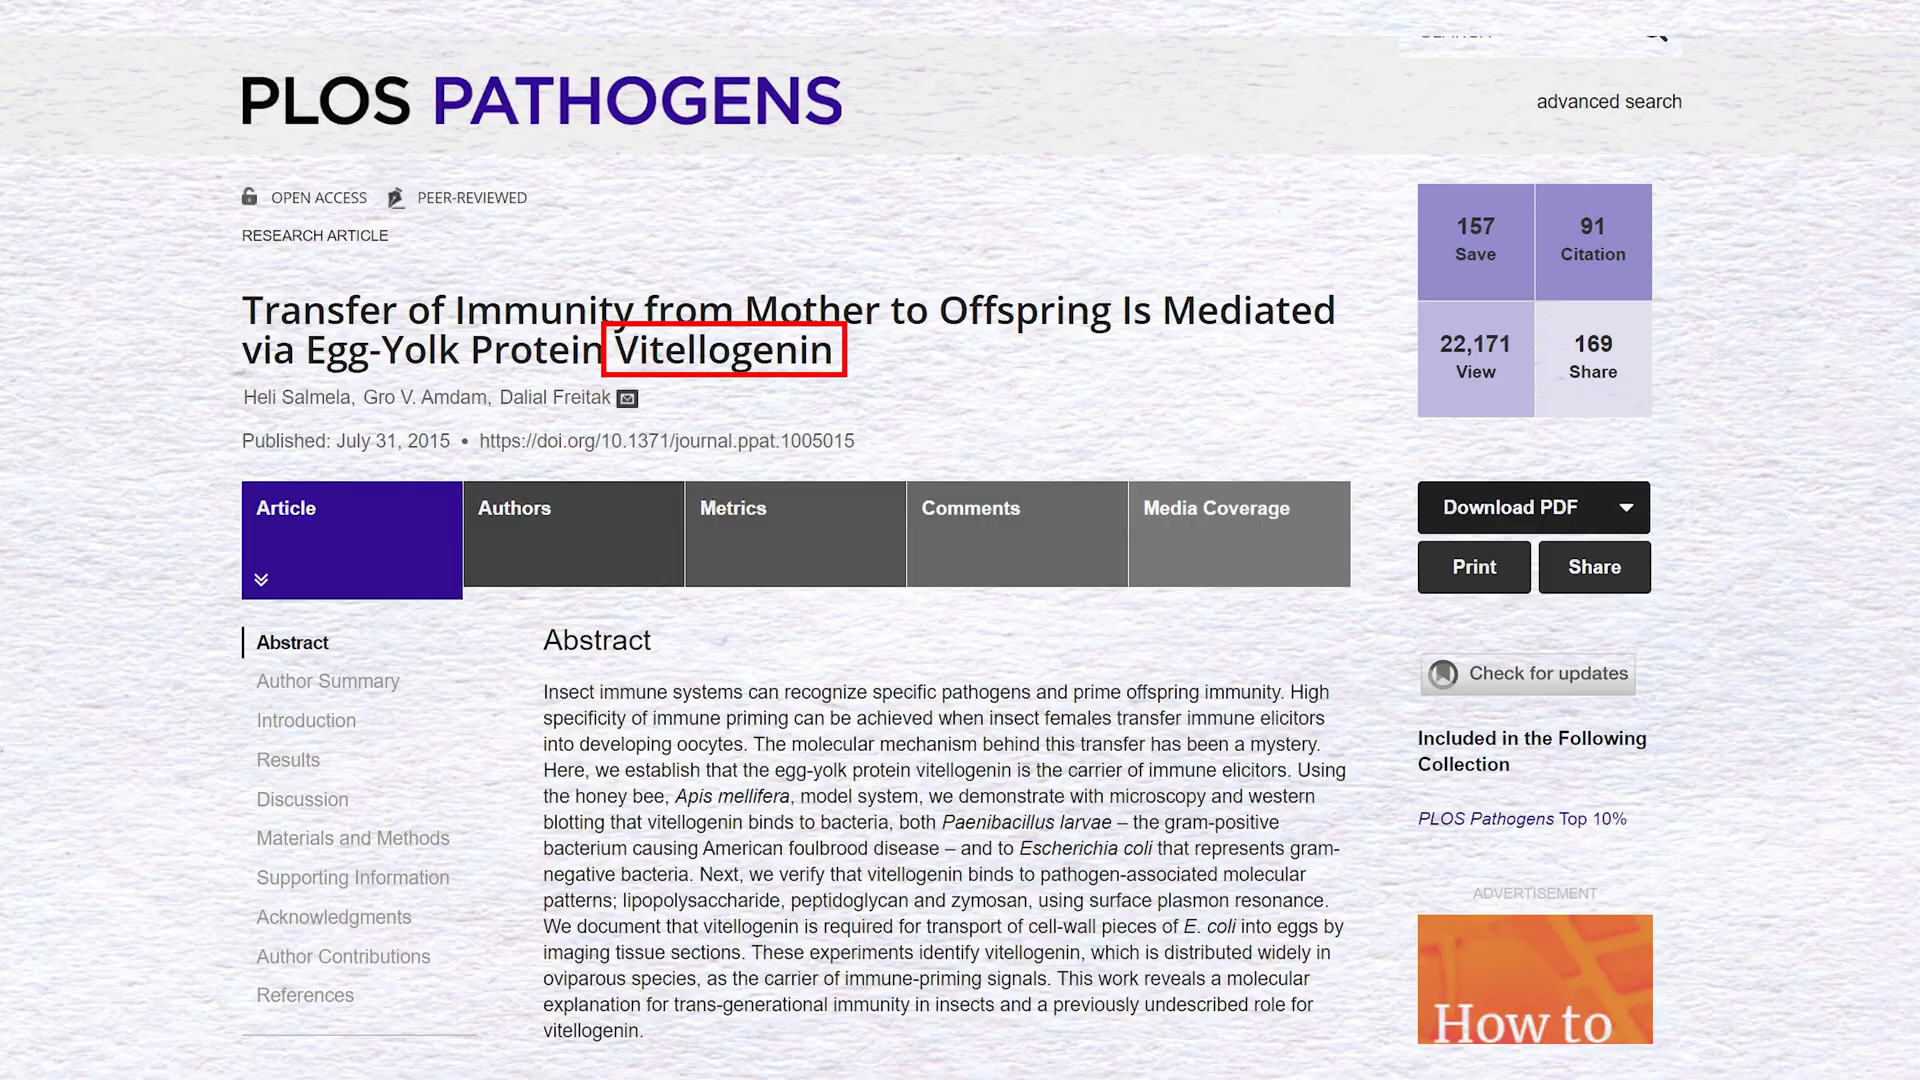 PLOS PATHOGENS
advanced search
OPEN ACCESS PEER-REVIEWED
RESEARCH ARTICLE
Transfer of Immunity from Mother to Offspring Is Mediated
via Egg-Yolk Protein Vitellogenin
Heli Salmela, Gro V. Amdam, Dalial Freitak
Published: July 31, 2015 • https://doi.org/10.1371/journal.ppat.1005015
157
Save
91
Citation
22,171
View
169
Share
Article
Authors
Metrics
Comments
Media Coverage
Download PDF
Print
Share
Abstract
Author Summary
Introduction
Results
Discussion
Materials and Methods
Supporting Information
Acknowledgments
Author Contributions
References
Abstract
Insect immune systems can recognize specific pathogens and prime offspring immunity. High
specificity of immune priming can be achieved when insect females transfer immune elicitors
into developing oocytes. The molecular mechanism behind this transfer has been a mystery.
Here, we establish that the egg-yolk protein vitellogenin is the carrier of immune elicitors. Using
the honey bee, Apis mellifera, model system, we demonstrate with microscopy and western
blotting that vitellogenin binds to bacteria, both Paenibacillus larvae – the gram-positive
bacterium causing American foulbrood disease – and to Escherichia coli that represents gram-
negative bacteria. Next, we verify that vitellogenin binds to pathogen-associated molecular
patterns; lipopolysaccharide, peptidoglycan and zymosan, using surface plasmon resonance.
We document that vitellogenin is required for transport of cell-wall pieces of E. coli into eggs by
imaging tissue sections. These experiments identify vitellogenin, which is distributed widely in
oviparous species, as the carrier of immune-priming signals. This work reveals a molecular
explanation for trans-generational immunity in insects and a previously undescribed role for
vitellogenin.
Check for updates
Included in the Following
Collection
PLOS Pathogens Top 10%
ADVERTISEMENT
How to